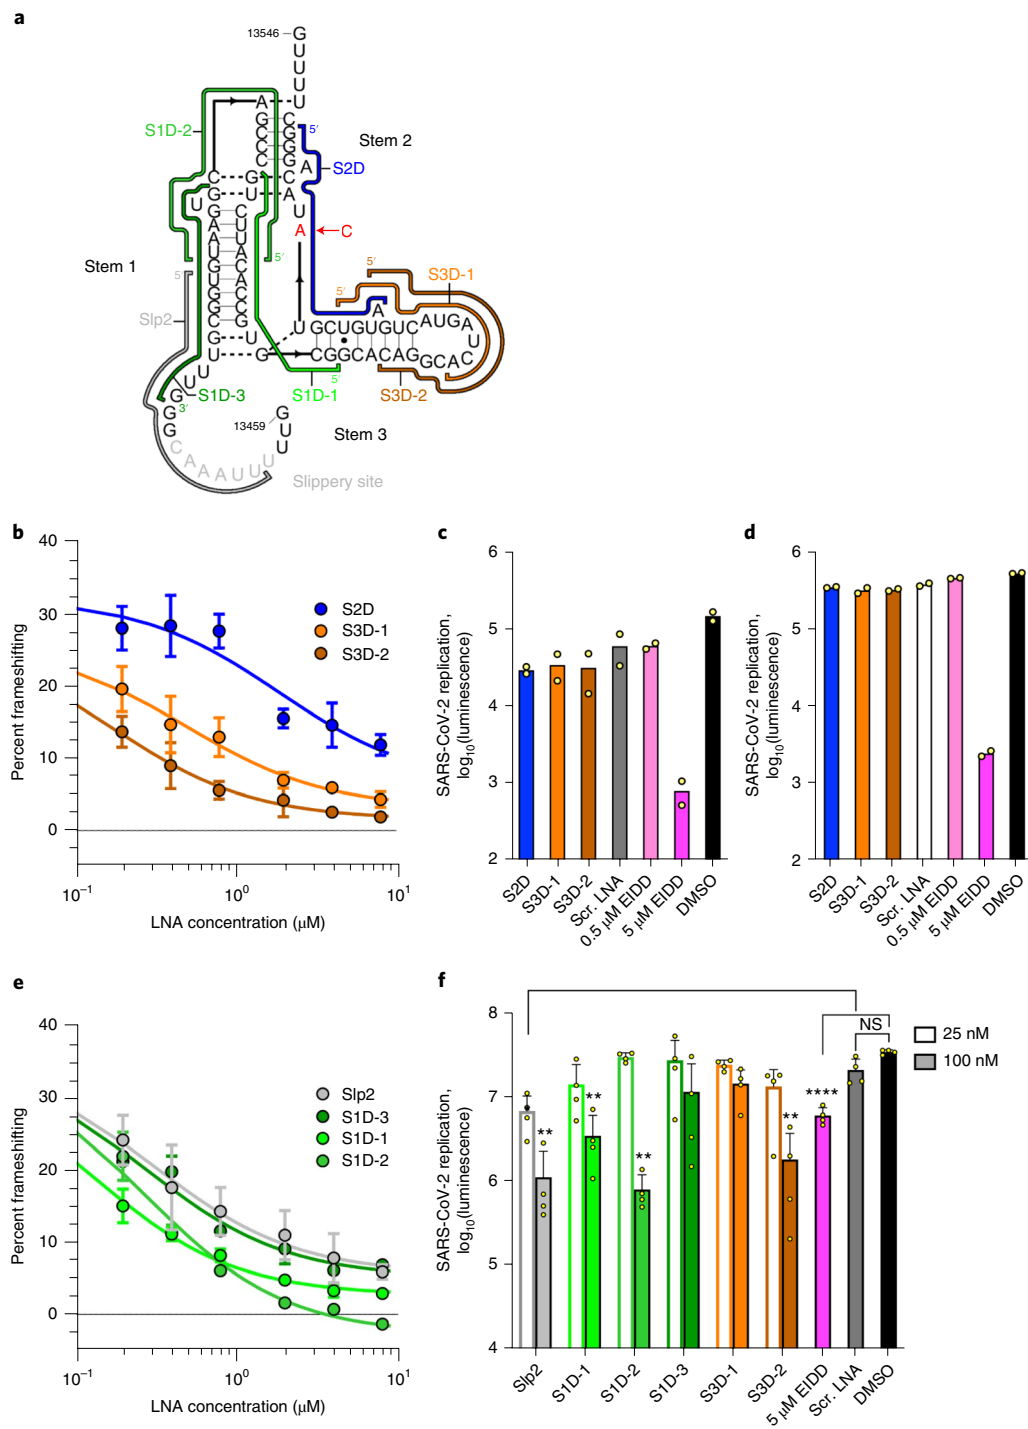 a
13546
G
U
U
U
U
A
G
C
C
C
C
G
G
G
C
A
5′
Stem 2
S1D-2
S2D
A
C
G
G
U
A
A
U
G
U
G
C
G
U
G
U
C
U
U
A
C
A
C
C
G
U
G
U
A
C
Stem 1
5′
5′
5′
S3D-1
Slp2
5′
A
U G C U G U G U C A U G A
U
C
C G G C A C A G G C A
S1D-3
S1D-1
5′
S3D-2
U
U
G
G
G
3′
13459
G
U
U
Stem 3
C A A A U U U
Slippery site
b
Percent frameshifting
40
30
20
10
0
10⁻¹
10⁰
10¹
LNA concentration (μM)
S2D
S3D-1
S3D-2
c
SARS-CoV-2 replication,
log₁₀(luminescence)
6
5
4
3
2
S2D
S3D-1
S3D-2
Scr. LNA
0.5 μM EIDD
5 μM EIDD
DMSO
d
SARS-CoV-2 replication,
log₁₀(luminescence)
6
5
4
3
2
S2D
S3D-1
S3D-2
Scr. LNA
0.5 μM EIDD
5 μM EIDD
DMSO
e
Percent frameshifting
40
30
20
10
0
10⁻¹
10⁰
10¹
LNA concentration (μM)
Slp2
S1D-3
S1D-1
S1D-2
f
SARS-CoV-2 replication,
log₁₀(luminescence)
8
7
6
5
4
**
**
**
**
****
NS
25 nM
100 nM
Slp2
S1D-1
S1D-2
S1D-3
S3D-1
S3D-2
5 μM EIDD
Scr. LNA
DMSO